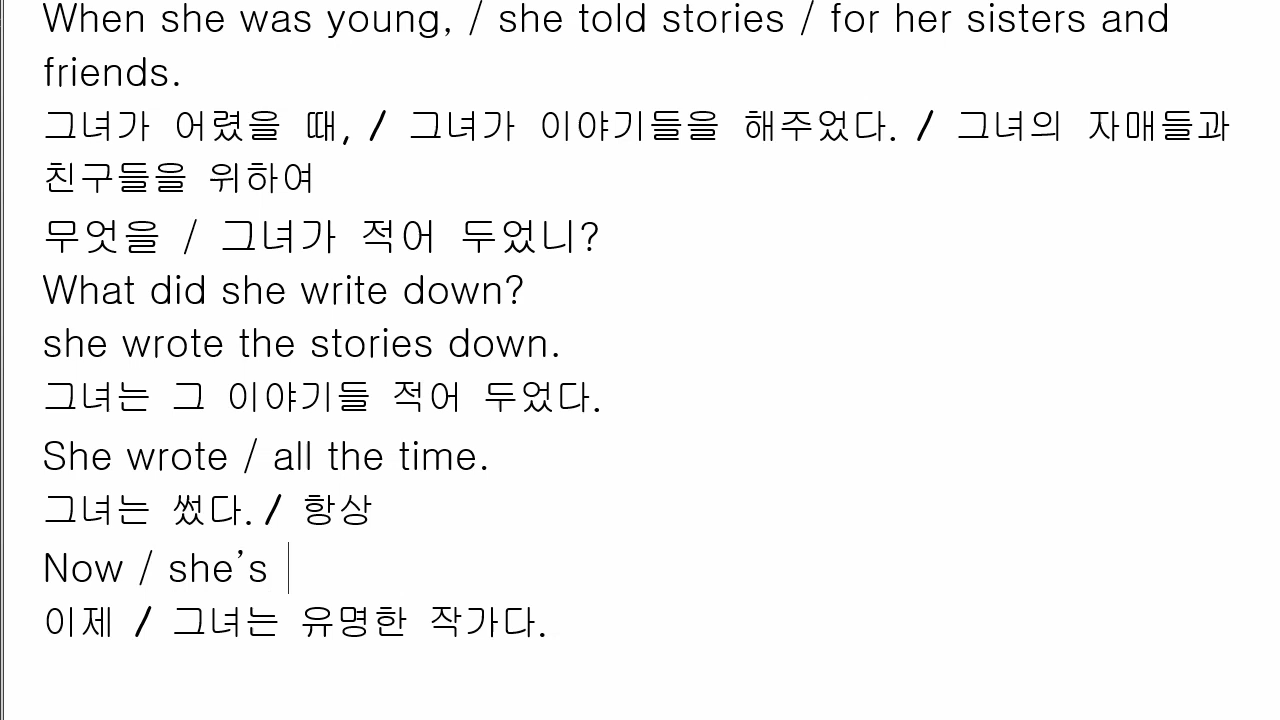 When she was young, / she told stories / for her sisters and
friends.
그녀가 어렸을 때, / 그녀가 이야기들을 해주었다. / 그녀의 자매들과
친구들을 위하여
무엇을 / 그녀가 적어 두었니?
What did she write down?
she wrote the stories down.
그녀는 그 이야기들 적어 두었다.
She wrote / all the time.
그녀는 썼다. / 항상
Now / she's
이제 / 그녀는 유명한 작가다.